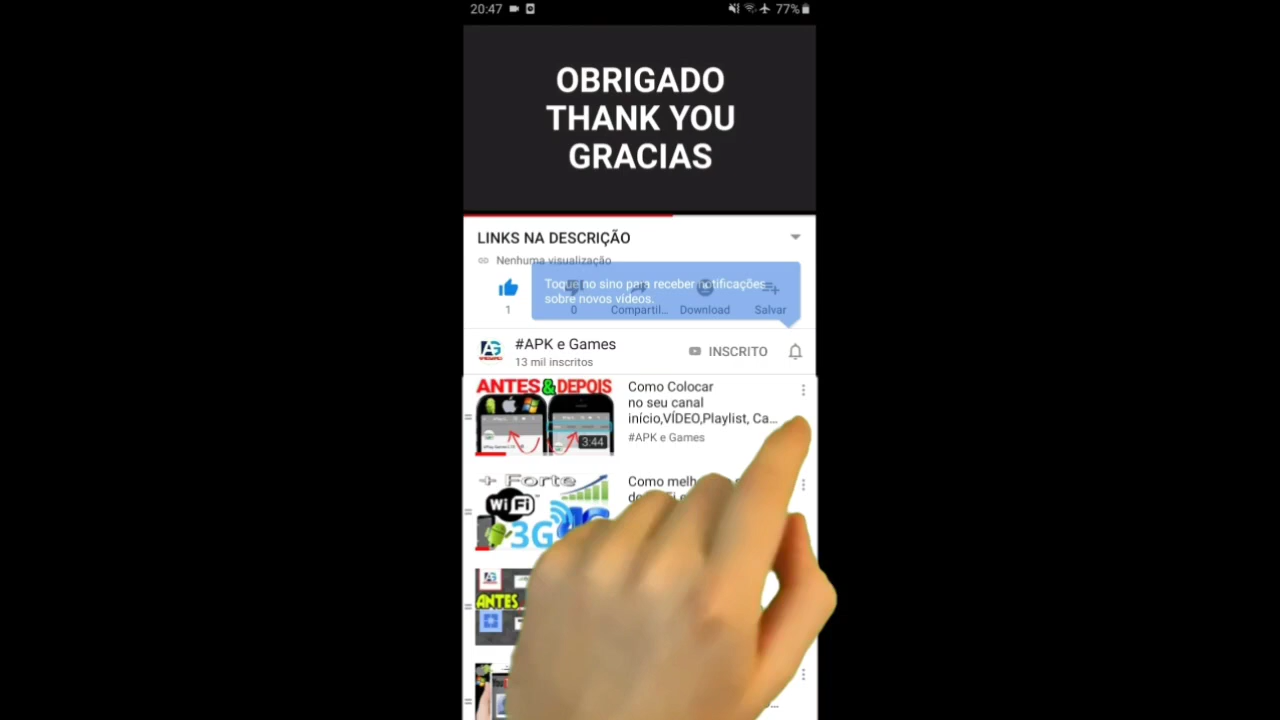 20:47
77%
OBRIGADO
THANK YOU
GRACIAS
LINKS NA DESCRIÇÃO
Nenhuma visualização
Toque no sino para receber notificações
sobre novos vídeos.
1
0
Compartil...
Download
Salvar
#APK e Games
13 mil inscritos
INSCRITO
ANTES&DEPOIS
3:44
Como Colocar
no seu canal
início,VÍDEO,Playlist, Ca...
#APK e Games
+ Forte
WiFi
3G
Como melh
ANTES